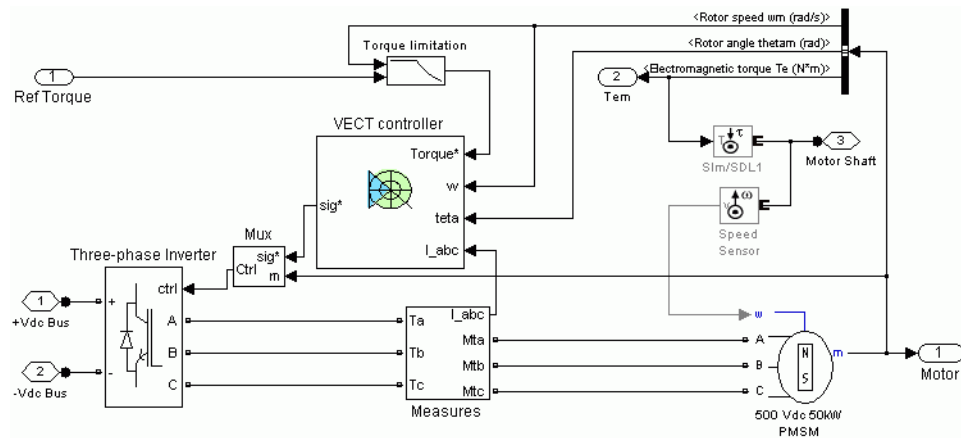 <Rotor speed wm (rad/s)>
Torque limitation
<Rotor angle thetam (rad)>
1
Ref Torque
<Electromagnetic torque Te (N*m)>
2
Tem
VECT controller
Torque*
w
teta
I_abc
sig*
T τ
Slm/SDL1
3
Motor Shaft
v ω
Speed
Sensor
Mux
sig*
Ctrl
m
Three-phase Inverter
ctrl
1
+
+Vdc Bus
A
B
C
2
-
-Vdc Bus
I_abc
Ta
Tb
Tc
Mta
Mtb
Mtc
Measures
w
A
B
C
N
S
m
1
Motor
500 Vdc 50kW
PMSM